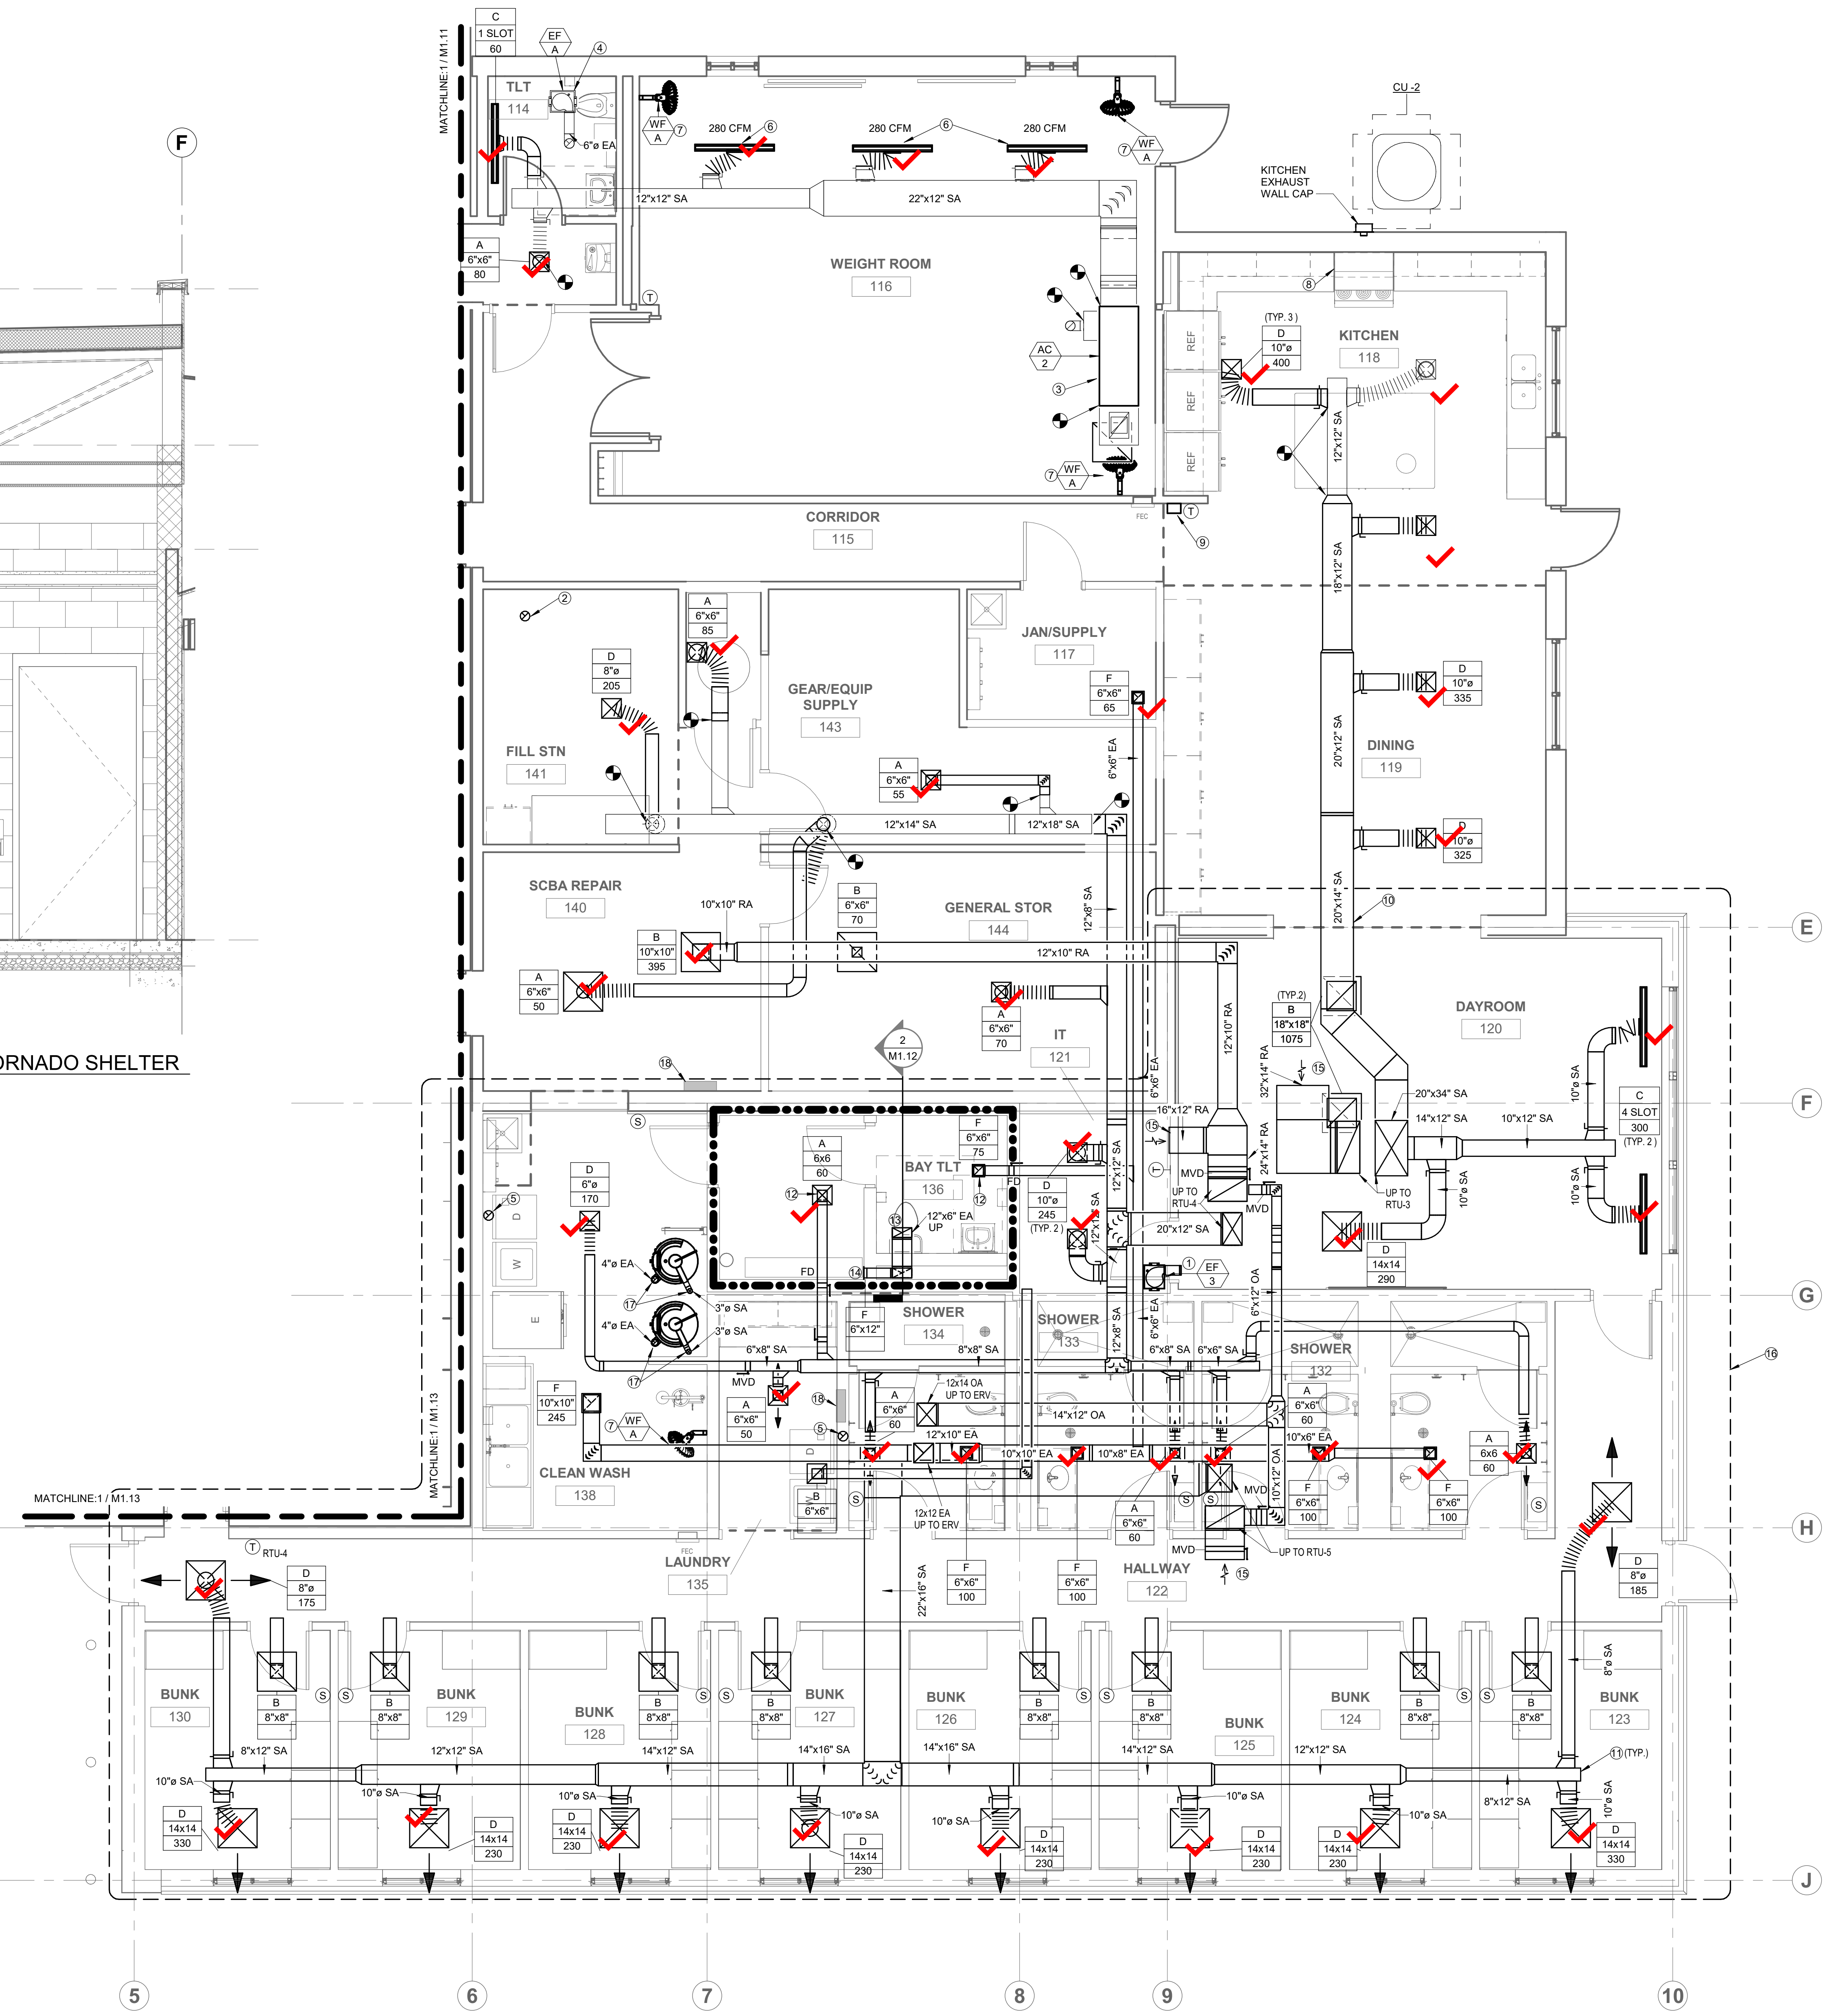 C
1 SLOT
60
EF
A
4
MATCHLINE:1 / M1.11
TLT
114
6"ø EA
WF
A
7
280 CFM
6
280 CFM
6
280 CFM
7
WF
A
CU -2
KITCHEN
EXHAUST
WALL CAP
F
12"x12" SA
22"x12" SA
A
6"x6"
80
WEIGHT ROOM
116
T
8
(TYP. 3 )
D
10"ø
400
KITCHEN
118
REF
REF
REF
AC
2
3
12"x12" SA
7
WF
A
CORRIDOR
115
FEC
T
9
18"x12" SA
2
A
6"x6"
85
JAN/SUPPLY
117
D
8"ø
205
F
6"x6"
65
GEAR/EQUIP
SUPPLY
143
D
10"ø
335
FILL STN
141
6"x6" EA
20"x12" SA
DINING
119
A
6"x6"
55
12"x14" SA
12"x18" SA
D
10"ø
325
SCBA REPAIR
140
10"x10" RA
B
6"x6"
70
GENERAL STOR
144
12"x8" SA
20"x14" SA
10
E
B
10"x10"
395
12"x10" RA
A
6"x6"
50
A
6"x6"
70
(TYP.2)
B
18"x18"
1075
DAYROOM
120
2
M1.12
IT
121
12"x10" RA
ORNADO SHELTER
18
6"x6" EA
32"x14" RA
15
10"ø SA
C
4 SLOT
300
(TYP. 2 )
F
S
16"x12" RA
15
20"x34" SA
14"x12" SA
10"x12" SA
A
6x6
60
F
6"x6"
75
BAY TLT
136
12"x12" SA
24"x14" RA
T
MVD
FD
D
6"ø
170
12
12
D
10"ø
245
(TYP. 2 )
UP TO
RTU-4
MVD
UP TO
RTU-3
10"ø SA
10"ø SA
5
D
13
12"x6" EA
UP
12"x12" SA
20"x12" SA
W
4"ø EA
FD
14
1
EF
3
D
14x14
290
17
3"ø SA
6"x12" OA
G
E
4"ø EA
3"ø SA
F
6"x12"
SHOWER
134
SHOWER
133
12"x8" SA
6"x6" EA
SHOWER
132
16
17
6"x8" SA
8"x8" SA
6"x8" SA
6"x6" SA
MVD
MATCHLINE:1 / M1.13
F
10"x10"
245
7
WF
A
A
6"x6"
50
18
5
A
6"x6"
60
12x14 OA
UP TO ERV
14"x12" OA
A
6"x6"
60
12"x10" EA
10"x10" EA
10"x8" EA
10"x6" EA
A
6x6
60
CLEAN WASH
138
MATCHLINE:1 / M1.13
B
6"x6"
W
S
12x12 EA
UP TO ERV
A
6"x6"
60
S
S
MVD
10"x12" OA
F
6"x6"
100
F
6"x6"
100
S
H
T
RTU-4
FEC
LAUNDRY
135
MVD
UP TO RTU-5
15
D
8"ø
175
22"x16" SA
F
6"x6"
100
F
6"x6"
100
HALLWAY
122
D
8"ø
185
8"ø SA
BUNK
130
B
8"x8"
S
S
B
8"x8"
BUNK
129
BUNK
128
B
8"x8"
S
S
B
8"x8"
BUNK
127
BUNK
126
B
8"x8"
S
S
B
8"x8"
BUNK
125
BUNK
124
B
8"x8"
S
S
B
8"x8"
BUNK
123
8"x12" SA
12"x12" SA
14"x12" SA
14"x16" SA
14"x16" SA
14"x12" SA
12"x12" SA
11
(TYP.)
10"ø SA
10"ø SA
10"ø SA
10"ø SA
10"ø SA
10"ø SA
10"ø SA
8"x12" SA
10"ø SA
D
14x14
330
D
14x14
230
D
14x14
230
D
14x14
230
D
14x14
230
D
14x14
230
D
14x14
230
D
14x14
330
J
5
6
7
8
9
10